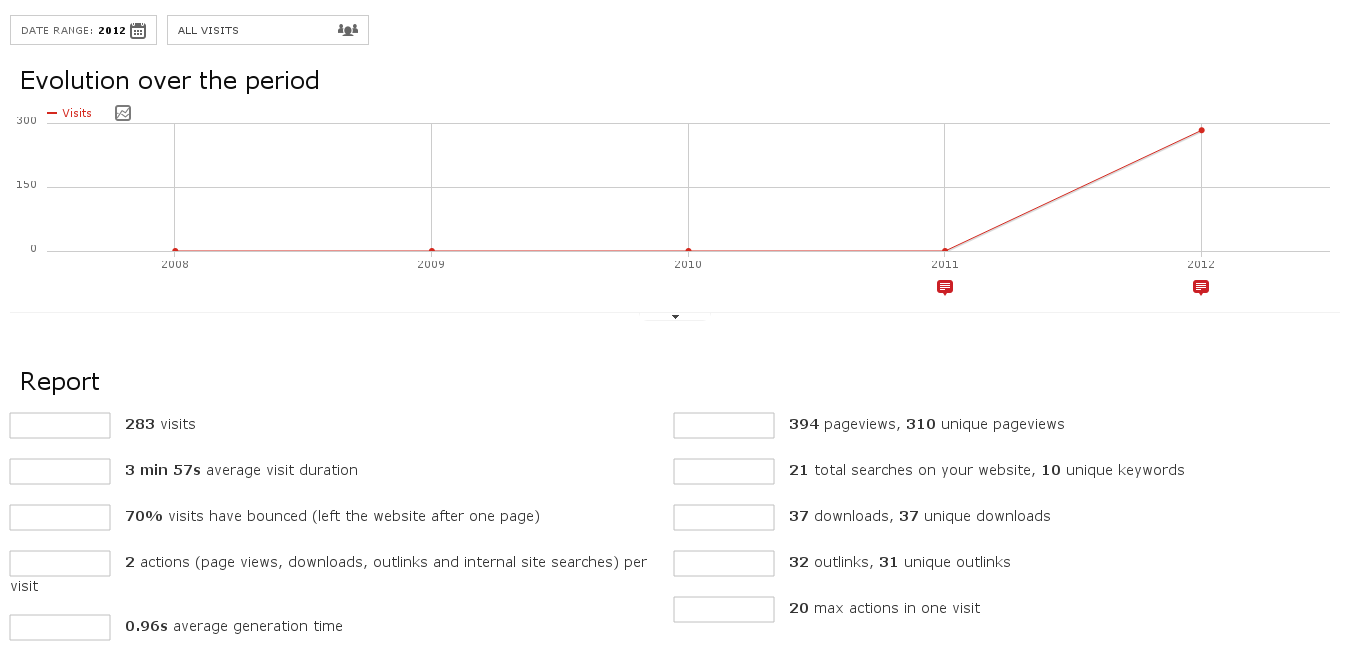 DATE RANGE: 2012
ALL VISITS
Evolution over the period
Visits
300
150
0
2008 2009 2010 2011 2012
Report
283 visits
3 min 57s average visit duration
70% visits have bounced (left the website after one page)
2 actions (page views, downloads, outlinks and internal site searches) per
visit
0.96s average generation time
394 pageviews, 310 unique pageviews
21 total searches on your website, 10 unique keywords
37 downloads, 37 unique downloads
32 outlinks, 31 unique outlinks
20 max actions in one visit